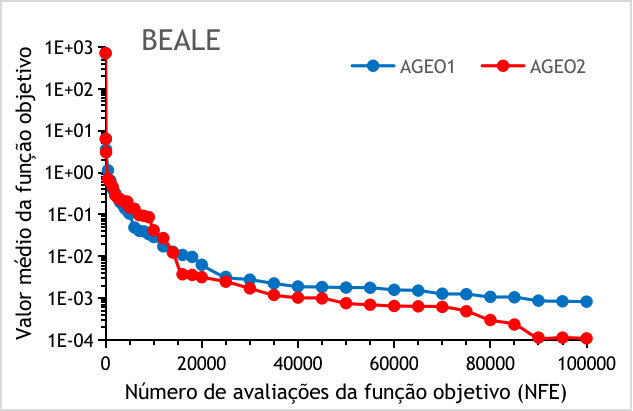 BEALE
AGEO1
AGEO2
Valor médio da função objetivo
1E+03
1E+02
1E+01
1E+00
1E-01
1E-02
1E-03
1E-04
0 20000 40000 60000 80000 100000
Número de avaliações da função objetivo (NFE)